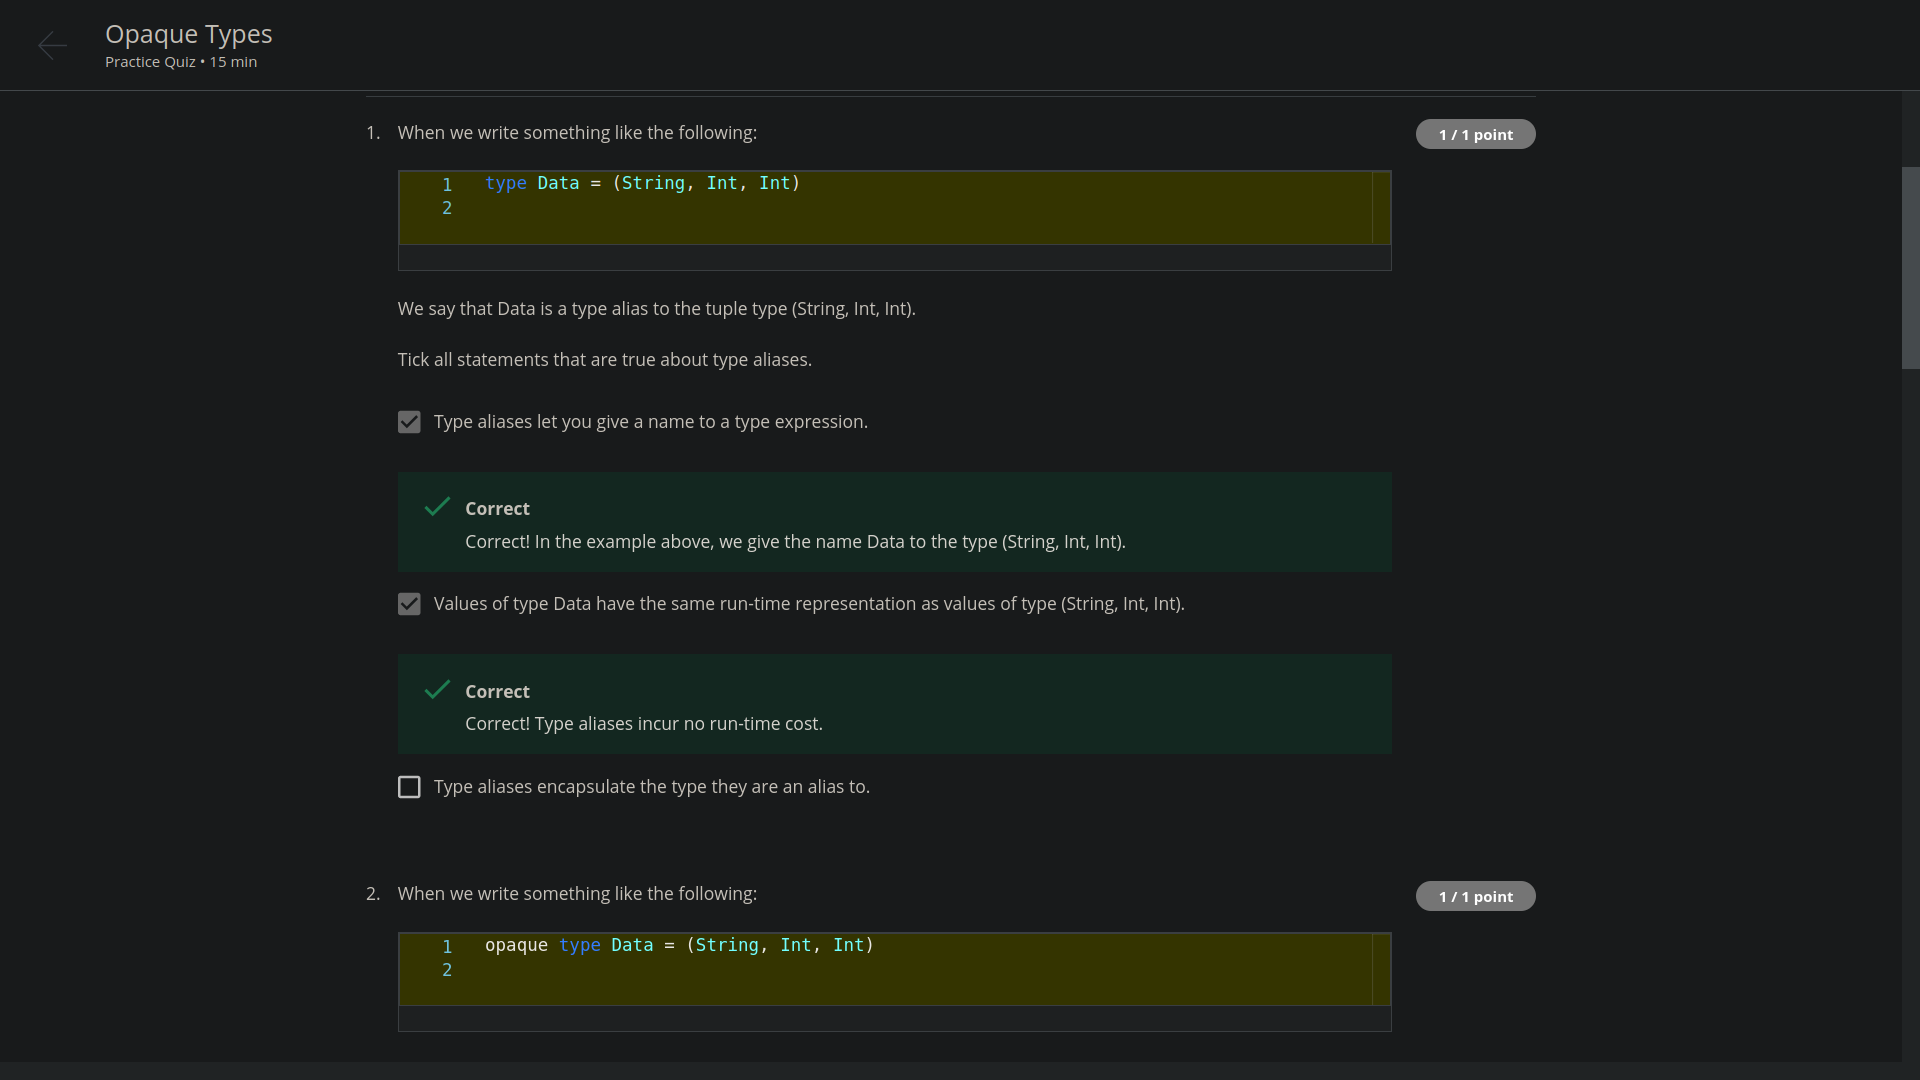 Opaque Types
Practice Quiz • 15 min
1. When we write something like the following:
1 / 1 point
1 type Data = (String, Int, Int)
2
We say that Data is a type alias to the tuple type (String, Int, Int).
Tick all statements that are true about type aliases.
Type aliases let you give a name to a type expression.
Correct
Correct! In the example above, we give the name Data to the type (String, Int, Int).
Values of type Data have the same run-time representation as values of type (String, Int, Int).
Correct
Correct! Type aliases incur no run-time cost.
Type aliases encapsulate the type they are an alias to.
2. When we write something like the following:
1 / 1 point
1 opaque type Data = (String, Int, Int)
2